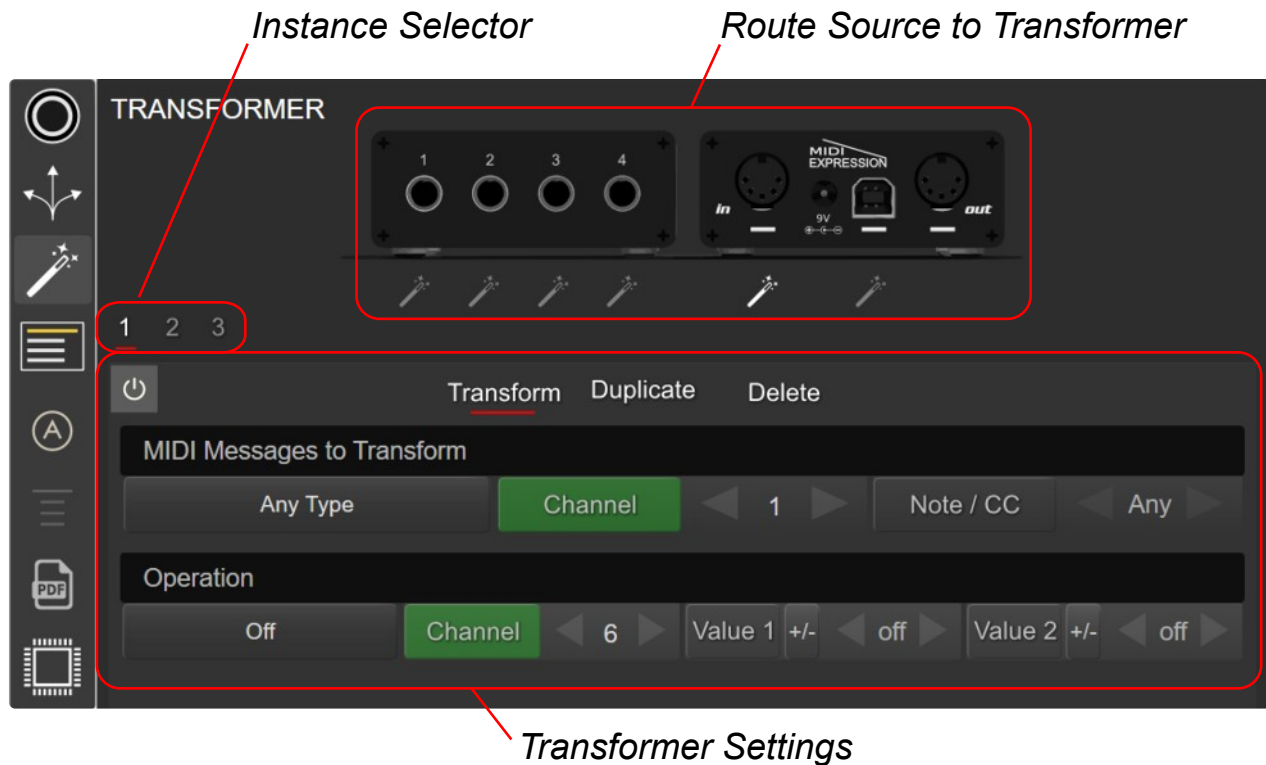 Instance Selector
Route Source to Transformer
TRANSFORMER
1 2 3 4
MIDI
EXPRESSION
in
9V
out
1 2 3
Transform Duplicate Delete
A
MIDI Messages to Transform
Any Type Channel 1 Note / CC Any
Operation
PDF
Off Channel 6 Value 1 +/- off Value 2 +/- off
Transformer Settings